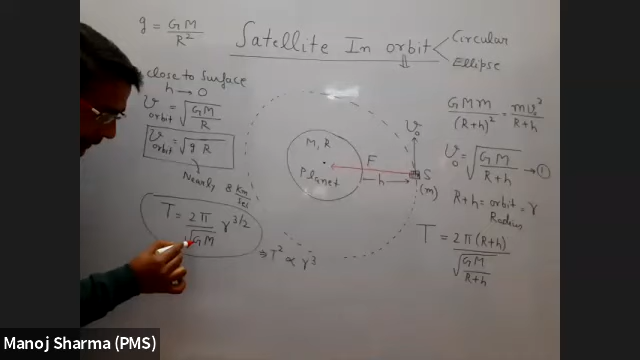 g = GM/R²
Satellite In orbit
Circular
Ellipse
close to Surface
h → 0
V orbit = √(GM/R)
V orbit = √(g R)
Nearly 8 km/sec
T = 2π/√(GM) r^3/2
⇒ T² ∝ r³
M, R
Planet
F
h
V₀
S
(m)
GMm/(R+h)² = mv₀²/(R+h)
V₀ = √(GM/(R+h)) → ①
R+h = orbit Radius = r
T = 2π(R+h)/√(GM/(R+h))
Manoj Sharma (PMS)